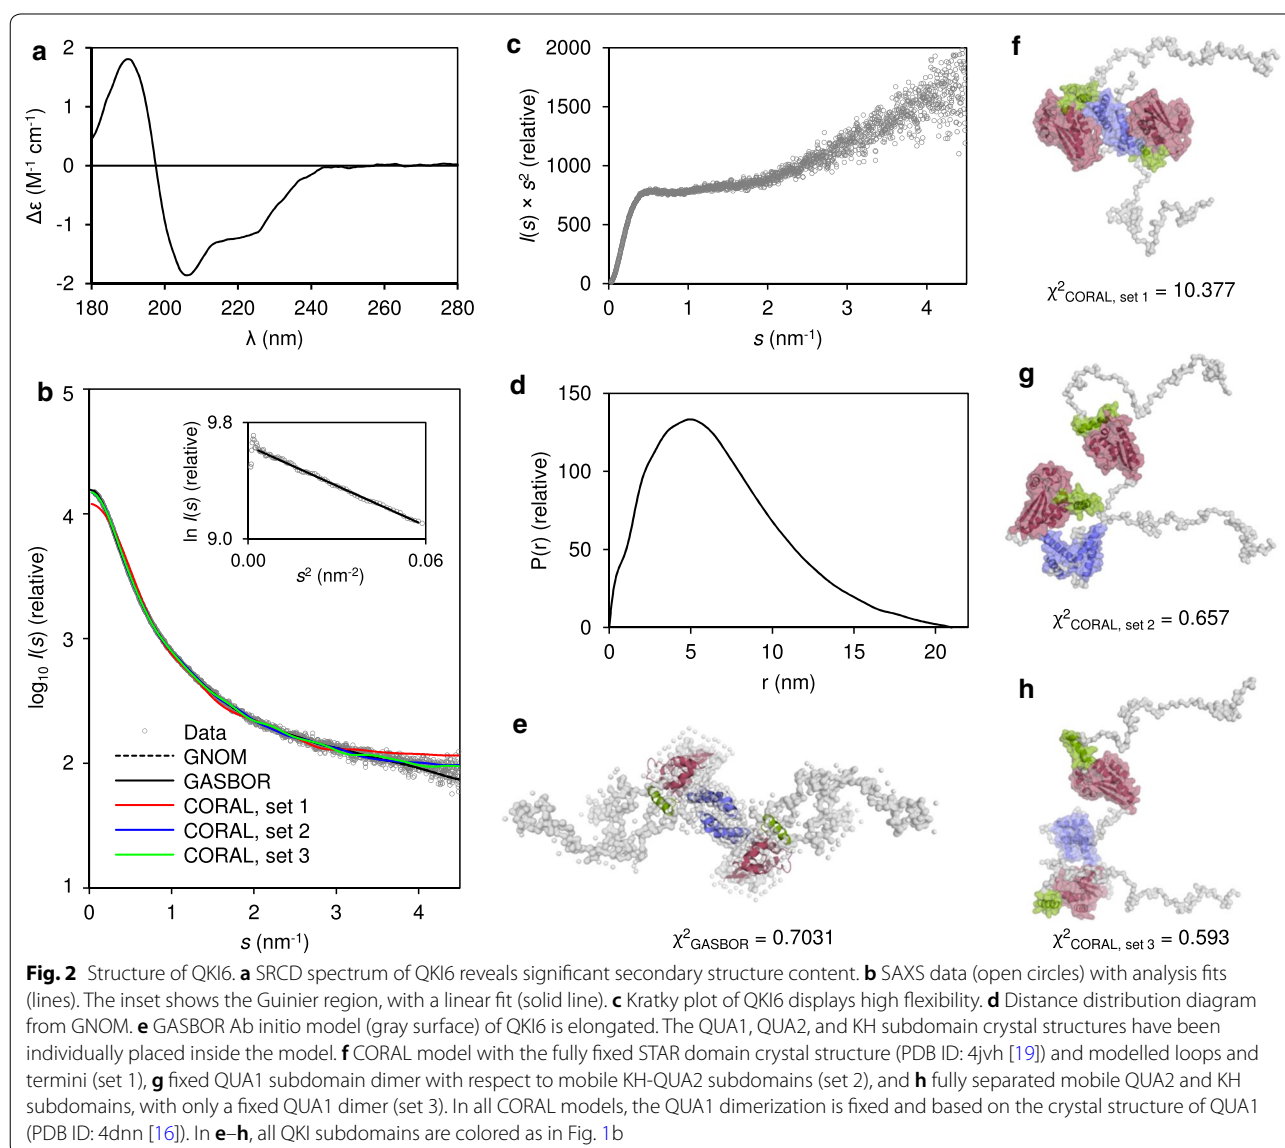 a
2
1
0
-1
-2
Δε (M⁻¹ cm⁻¹)
180 200 220 240 260 280
λ (nm)
b
5
4
3
2
1
log₁₀ I(s) (relative)
9.8
9.0
ln I(s) (relative)
0.00 0.06
s² (nm⁻²)
Data
GNOM
GASBOR
CORAL, set 1
CORAL, set 2
CORAL, set 3
0 1 2 3 4
s (nm⁻¹)
c
2000
1500
1000
500
0
I(s) × s² (relative)
0 1 2 3 4
s (nm⁻¹)
d
150
100
50
0
P(r) (relative)
0 5 10 15 20
r (nm)
e
χ²GASBOR = 0.7031
f
χ²CORAL, set 1 = 10.377
g
χ²CORAL, set 2 = 0.657
h
χ²CORAL, set 3 = 0.593
Fig. 2 Structure of QKI6. a SRCD spectrum of QKI6 reveals significant secondary structure content. b SAXS data (open circles) with analysis fits
(lines). The inset shows the Guinier region, with a linear fit (solid line). c Kratky plot of QKI6 displays high flexibility. d Distance distribution diagram
from GNOM. e GASBOR Ab initio model (gray surface) of QKI6 is elongated. The QUA1, QUA2, and KH subdomain crystal structures have been
individually placed inside the model. f CORAL model with the fully fixed STAR domain crystal structure (PDB ID: 4jvh [19]) and modelled loops and
termini (set 1), g fixed QUA1 subdomain dimer with respect to mobile KH-QUA2 subdomains (set 2), and h fully separated mobile QUA2 and KH
subdomains, with only a fixed QUA1 dimer (set 3). In all CORAL models, the QUA1 dimerization is fixed and based on the crystal structure of QUA1
(PDB ID: 4dnn [16]). In e–h, all QKI subdomains are colored as in Fig. 1b